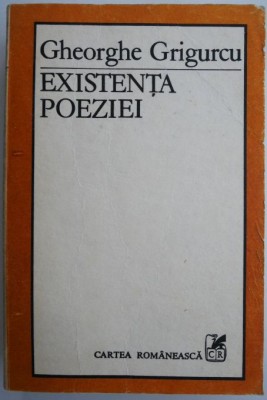 Gheorghe Grigurcu
EXISTENȚA
POEZIEI
CARTEA ROMÂNEASCĂ
CR